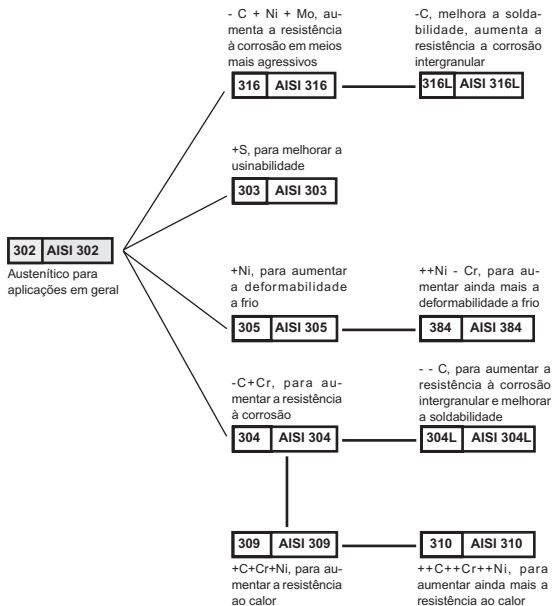 - C + Ni + Mo, au-
menta a resistência
à corrosão em meios
mais agressivos
316 AISI 316
-C, melhora a solda-
bilidade, aumenta a
resistência a corrosão
intergranular
316L AISI 316L
+S, para melhorar a
usinabilidade
303 AISI 303
302 AISI 302
Austenítico para
aplicações em geral
+Ni, para aumentar
a deformabilidade
a frio
305 AISI 305
++Ni - Cr, para au-
mentar ainda mais a
deformabilidade a frio
384 AISI 384
-C+Cr, para au-
mentar a resistência
à corrosão
304 AISI 304
- - C, para aumentar a
resistência à corrosão
intergranular e melhorar
a soldabilidade
304L AISI 304L
309 AISI 309
+C+Cr+Ni, para au-
mentar a resistência
ao calor
310 AISI 310
++C++Cr++Ni, para
aumentar ainda mais a
resistência ao calor